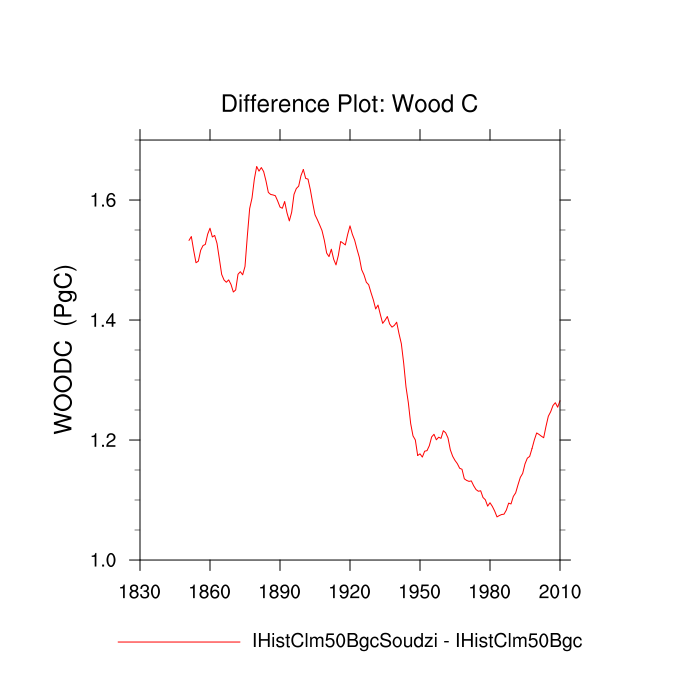 Difference Plot: Wood C
WOODC (PgC)
1.6
1.4
1.2
1.0
1830 1860 1890 1920 1950 1980 2010
IHistClm50BgcSoudzi - IHistClm50Bgc